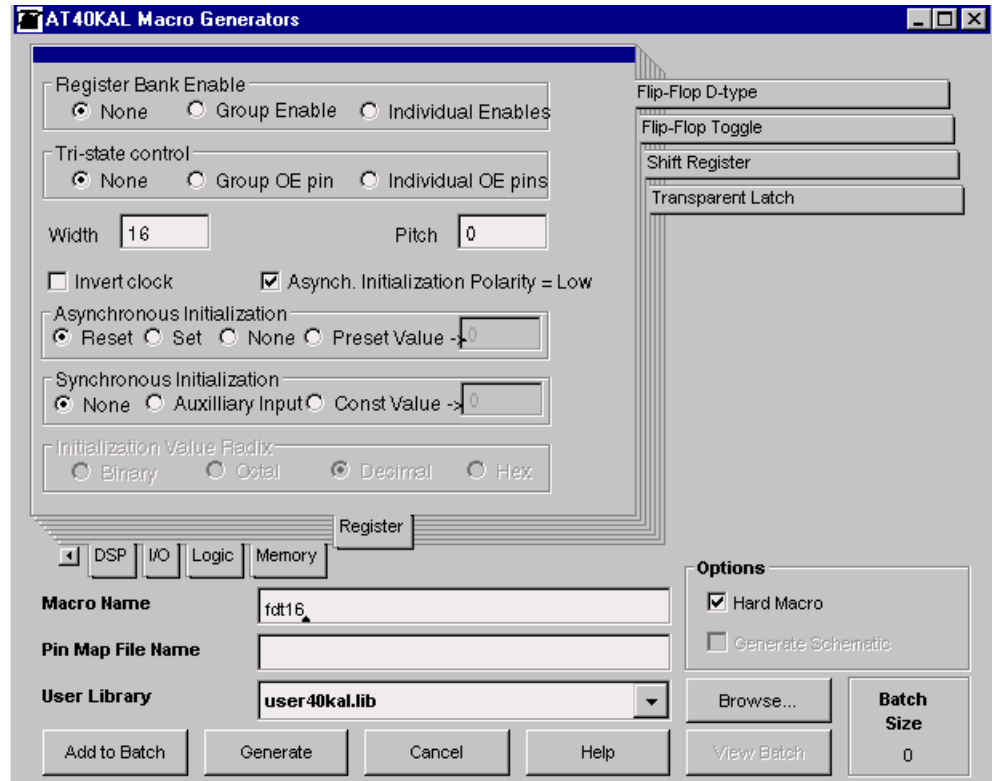 AT40KAL Macro Generators
Register Bank Enable
None Group Enable Individual Enables
Tri-state control
None Group OE pin Individual OE pins
Width 16 Pitch 0
Invert clock Asynch. Initialization Polarity = Low
Asynchronous Initialization
Reset Set None Preset Value -> 0
Synchronous Initialization
None Auxilliary Input Const Value -> 0
Initialization Value Radix
Binary Octal Decimal Hex
Flip-Flop D-type
Flip-Flop Toggle
Shift Register
Transparent Latch
Register
DSP I/O Logic Memory
Macro Name fdt16
Pin Map File Name
User Library user40kal.lib
Options
Hard Macro
Generate Schematic
Browse...
Batch
Size
0
Add to Batch Generate Cancel Help View Batch